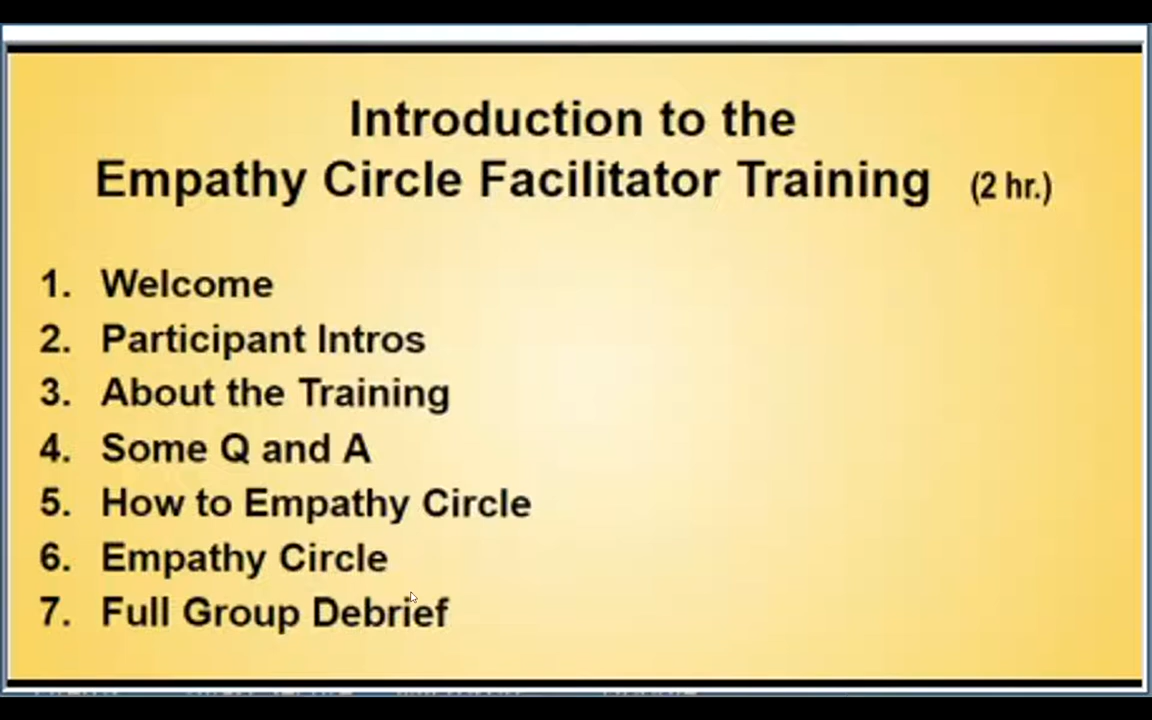 Introduction to the
Empathy Circle Facilitator Training (2 hr.)
1. Welcome
2. Participant Intros
3. About the Training
4. Some Q and A
5. How to Empathy Circle
6. Empathy Circle
7. Full Group Debrief